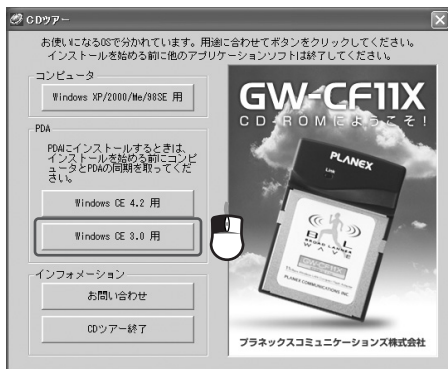 CDツアー
お使いになるOSで分かれています。用途に合わせてボタンをクリックしてください。
インストールを始める前に他のアプリケーションソフトは終了してください。
コンピュータ
Windows XP/2000/Me/98SE 用
PDA
PDAにインストールするときは、
インストールを始める前にコンピ
ュータとPDAの同期を取ってくだ
さい。
Windows CE 4.2 用
Windows CE 3.0 用
インフォメーション
お問い合わせ
CDツアー終了
GW-CF11X
CD-ROMにようこそ!
PLANEX
Link
PLANEX COMMUNICATIONS INC.
プラネックスコミュニケーションズ株式会社